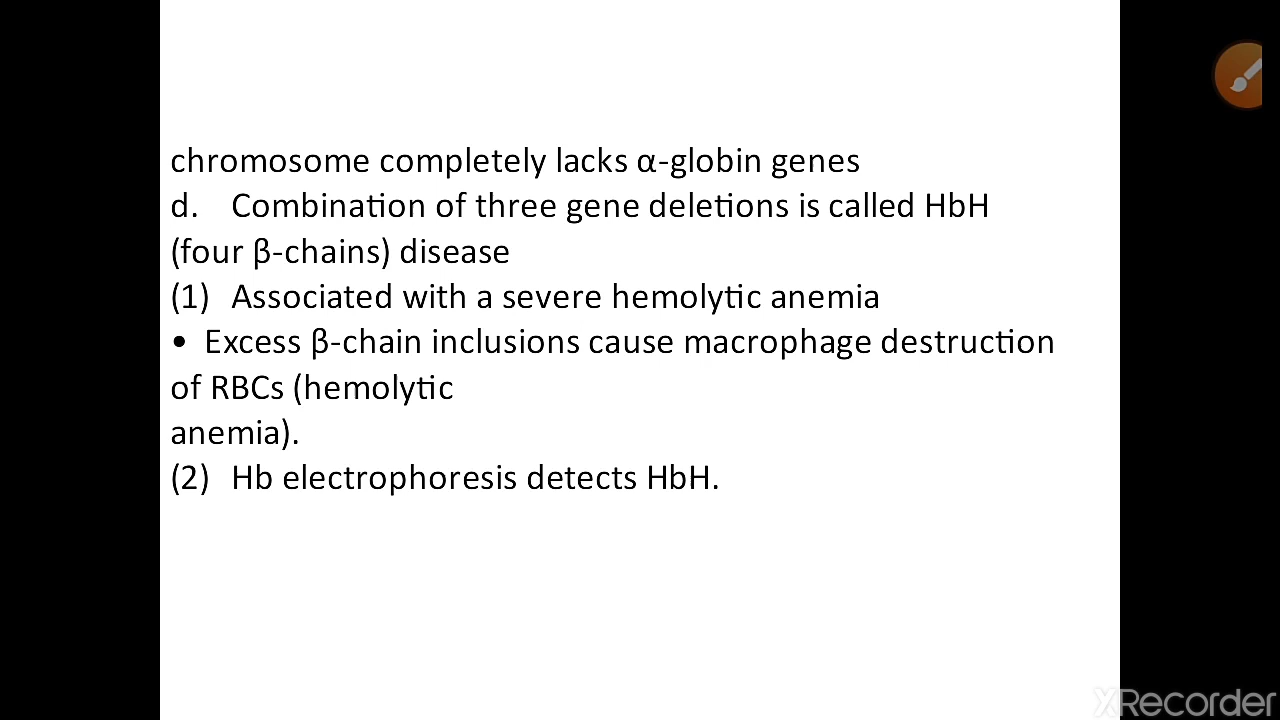 chromosome completely lacks α-globin genes
d. Combination of three gene deletions is called HbH
(four β-chains) disease
(1) Associated with a severe hemolytic anemia
• Excess β-chain inclusions cause macrophage destruction
of RBCs (hemolytic
anemia).
(2) Hb electrophoresis detects HbH.
XRecorder